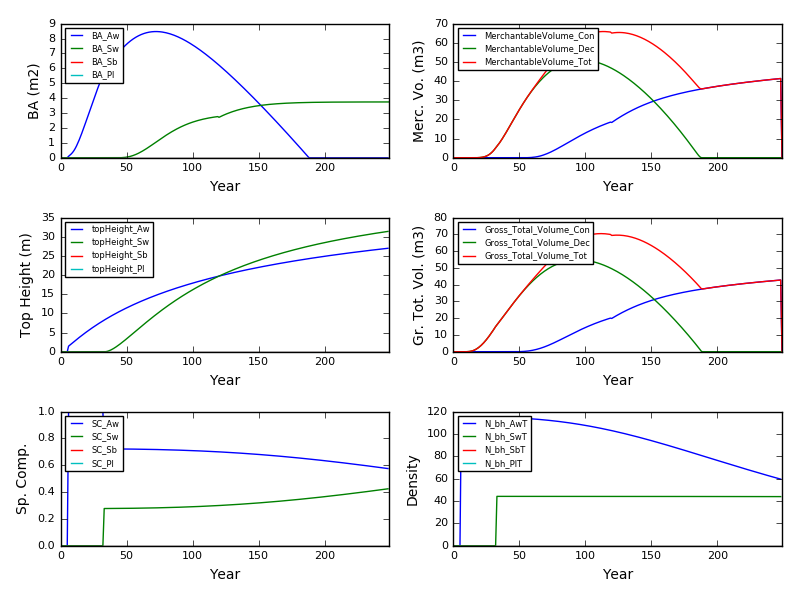 BA (m2)
9
8
7
6
5
4
3
2
1
0
BA_Aw
BA_Sw
BA_Sb
BA_Pl
0 50 100 150 200
Year
Merc. Vo. (m3)
70
60
50
40
30
20
10
0
MerchantableVolume_Con
MerchantableVolume_Dec
MerchantableVolume_Tot
0 50 100 150 200
Year
Top Height (m)
35
30
25
20
15
10
5
0
topHeight_Aw
topHeight_Sw
topHeight_Sb
topHeight_Pl
0 50 100 150 200
Year
Gr. Tot. Vol. (m3)
80
70
60
50
40
30
20
10
0
Gross_Total_Volume_Con
Gross_Total_Volume_Dec
Gross_Total_Volume_Tot
0 50 100 150 200
Year
Sp. Comp.
1.0
0.8
0.6
0.4
0.2
0.0
SC_Aw
SC_Sw
SC_Sb
SC_Pl
0 50 100 150 200
Year
Density
120
100
80
60
40
20
0
N_bh_AwT
N_bh_SwT
N_bh_SbT
N_bh_PlT
0 50 100 150 200
Year